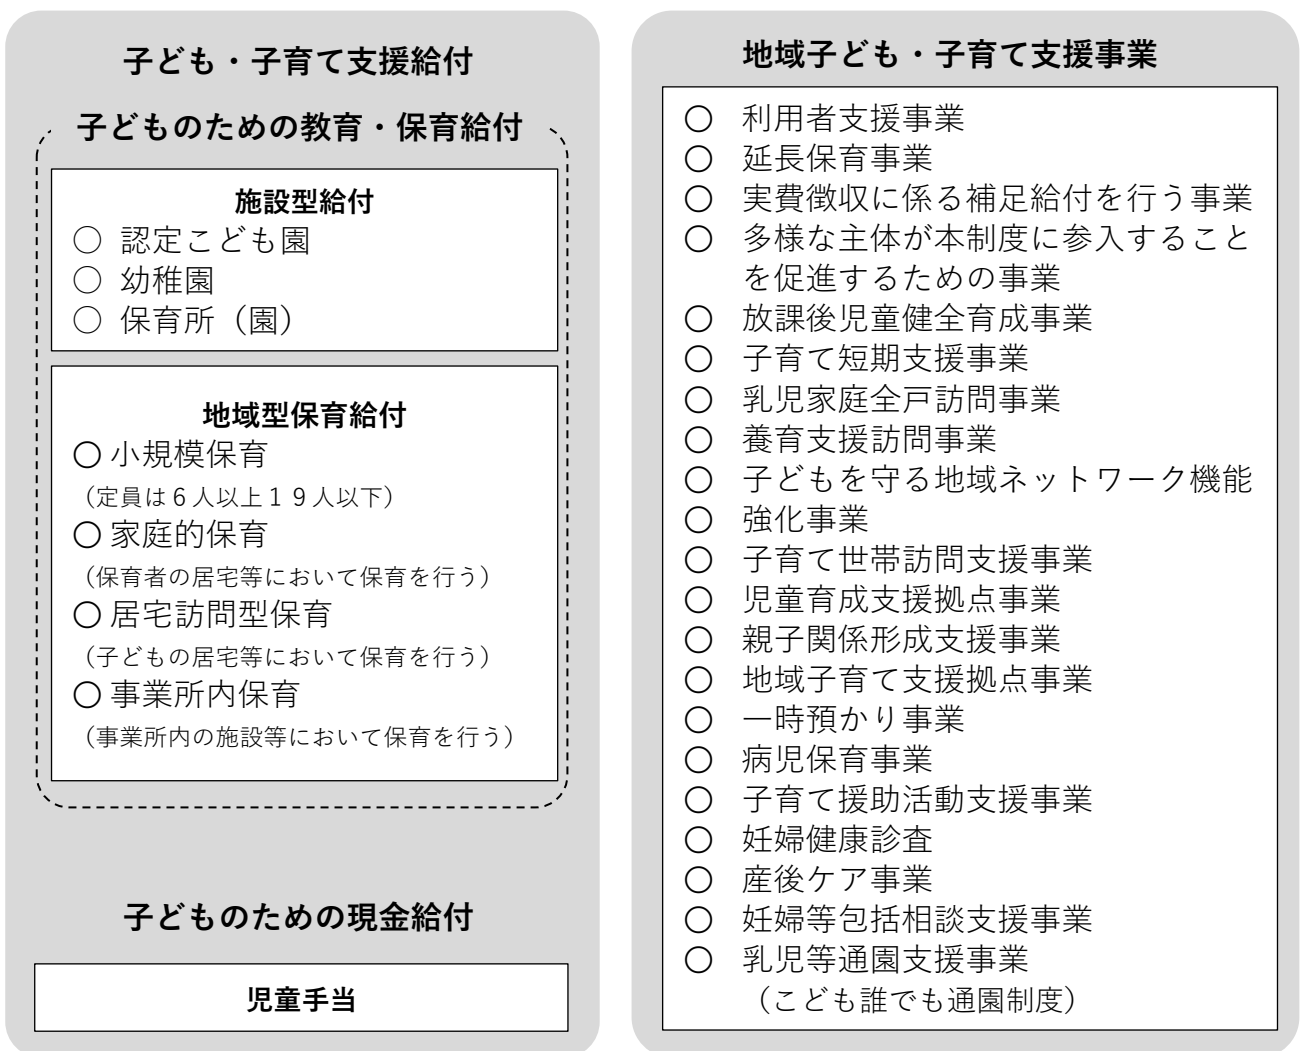 子ども・子育て支援給付
子どものための教育・保育給付
施設型給付
○ 認定こども園
○ 幼稚園
○ 保育所（園）
地域型保育給付
○ 小規模保育
（定員は６人以上１９人以下）
○ 家庭的保育
（保育者の居宅等において保育を行う）
○ 居宅訪問型保育
（子どもの居宅等において保育を行う）
○ 事業所内保育
（事業所内の施設等において保育を行う）
子どものための現金給付
児童手当
地域子ども・子育て支援事業
○ 利用者支援事業
○ 延長保育事業
○ 実費徴収に係る補足給付を行う事業
○ 多様な主体が本制度に参入すること
を促進するための事業
○ 放課後児童健全育成事業
○ 子育て短期支援事業
○ 乳児家庭全戸訪問事業
○ 養育支援訪問事業
○ 子どもを守る地域ネットワーク機能
○ 強化事業
○ 子育て世帯訪問支援事業
○ 児童育成支援拠点事業
○ 親子関係形成支援事業
○ 地域子育て支援拠点事業
○ 一時預かり事業
○ 病児保育事業
○ 子育て援助活動支援事業
○ 妊婦健康診査
○ 産後ケア事業
○ 妊婦等包括相談支援事業
○ 乳児等通園支援事業
（こども誰でも通園制度）